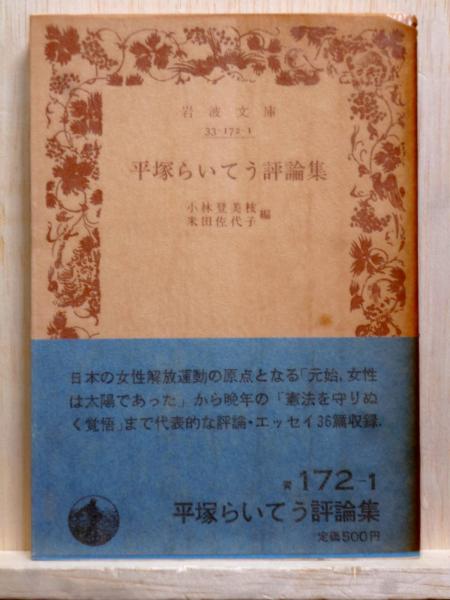 岩波文庫
33-172-1
平塚らいてう評論集
小林登美枝
米田佐代子 編
日本の女性解放運動の原点となる「元始,女性
は太陽であった」から晩年の「憲法を守りぬ
く覚悟」まで代表的な評論・エッセイ36篇収録.
青 172-1
平塚らいてう評論集
定価500円